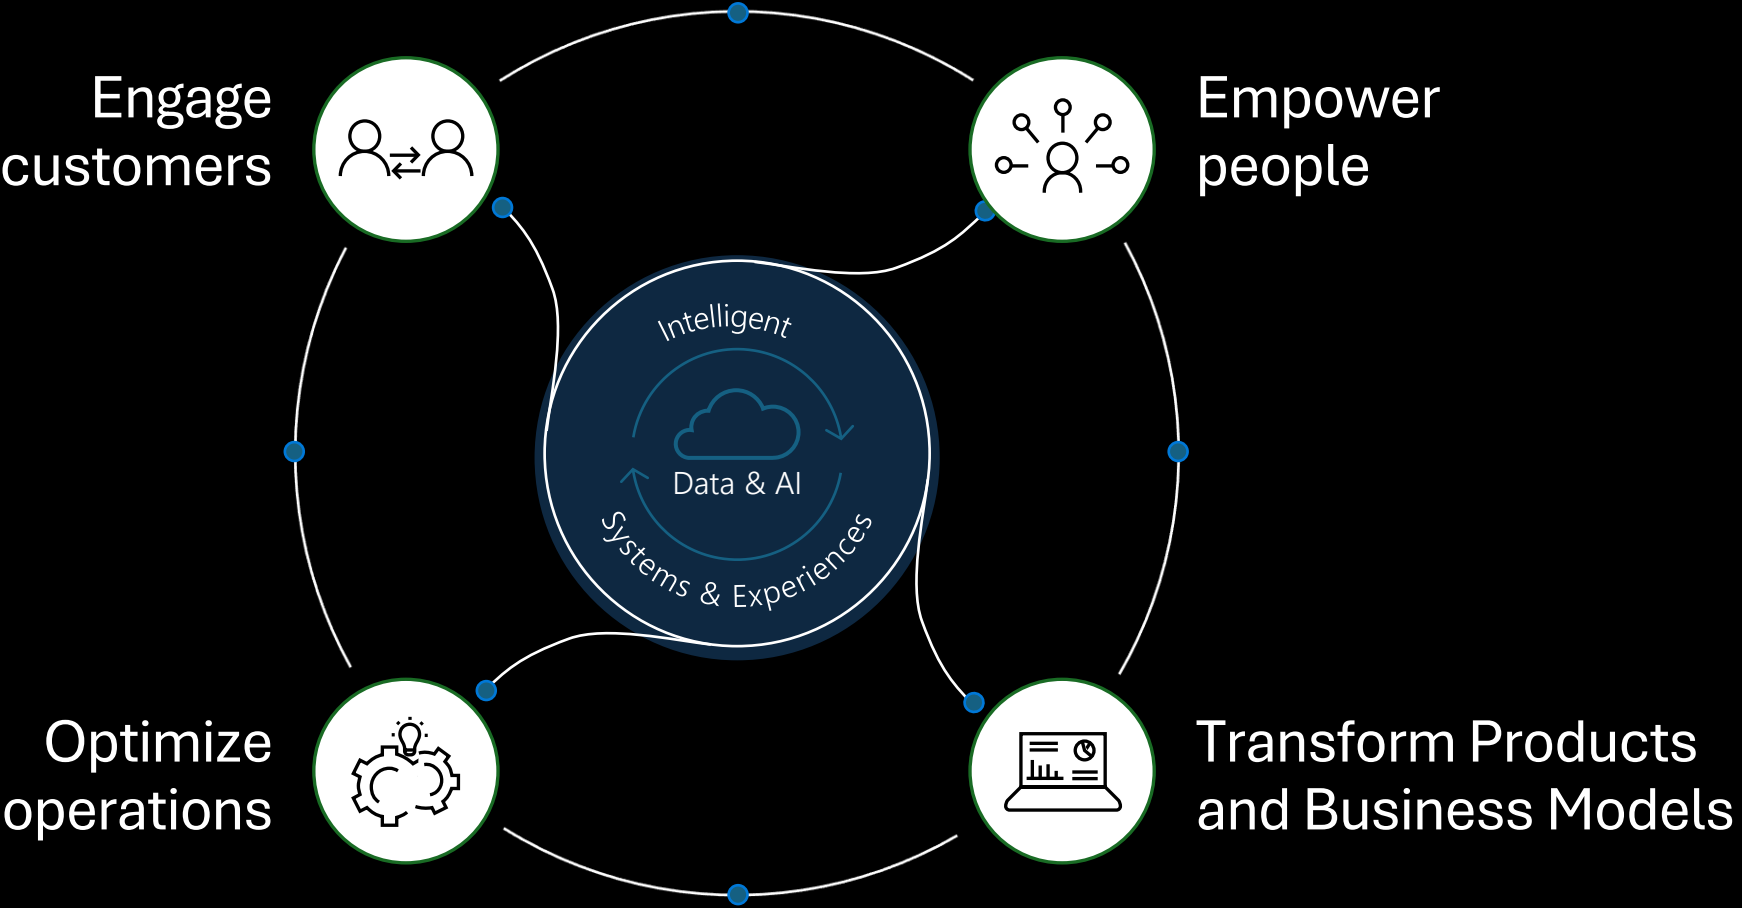 Engage
customers
Empower
people
Intelligent
Data & AI
Systems & Experiences
Optimize
operations
Transform Products
and Business Models